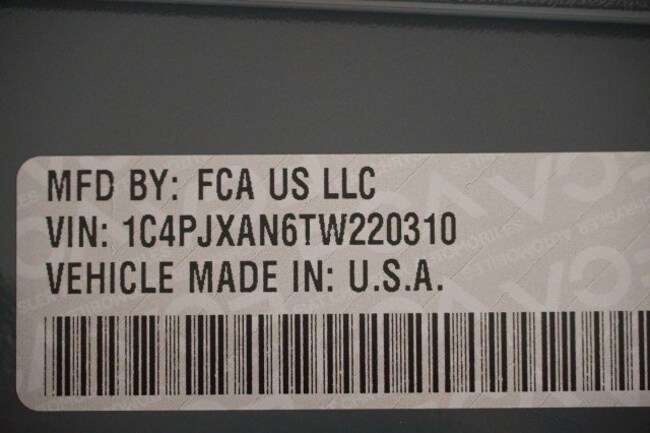 MFD BY: FCA US LLC
VIN: 1C4PJXAN6TW220310
VEHICLE MADE IN: U.S.A.